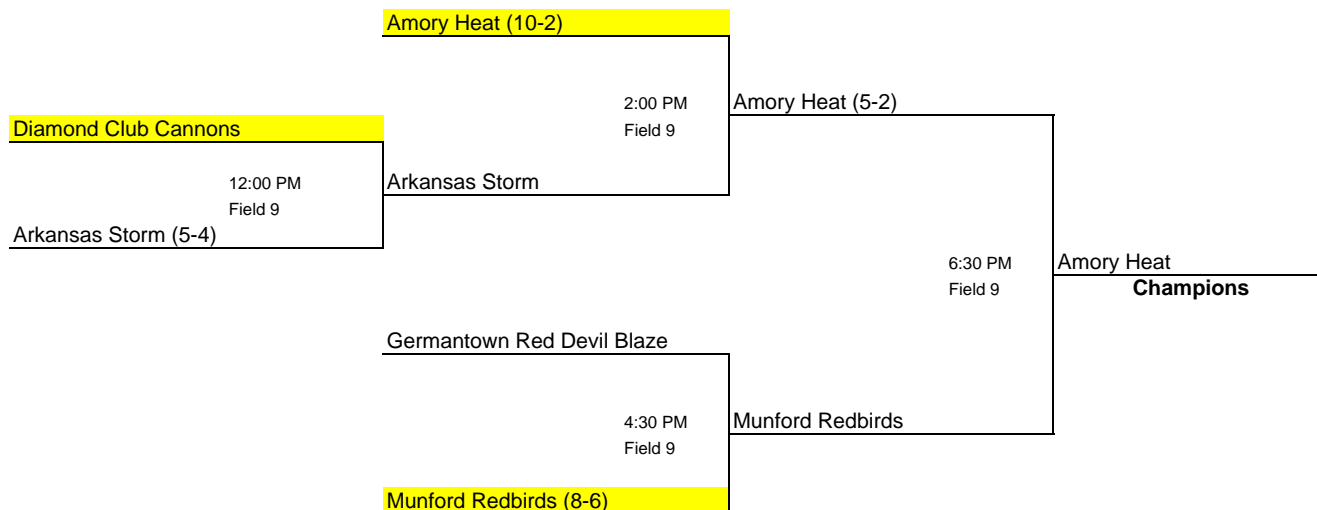 Amory Heat (10-2)
2:00 PM
Amory Heat (5-2)
Diamond Club Cannons
Field 9
12:00 PM
Arkansas Storm
Field 9
Arkansas Storm (5-4)
6:30 PM
Amory Heat
Field 9
Champions
Germantown Red Devil Blaze
4:30 PM
Munford Redbirds
Field 9
Munford Redbirds (8-6)